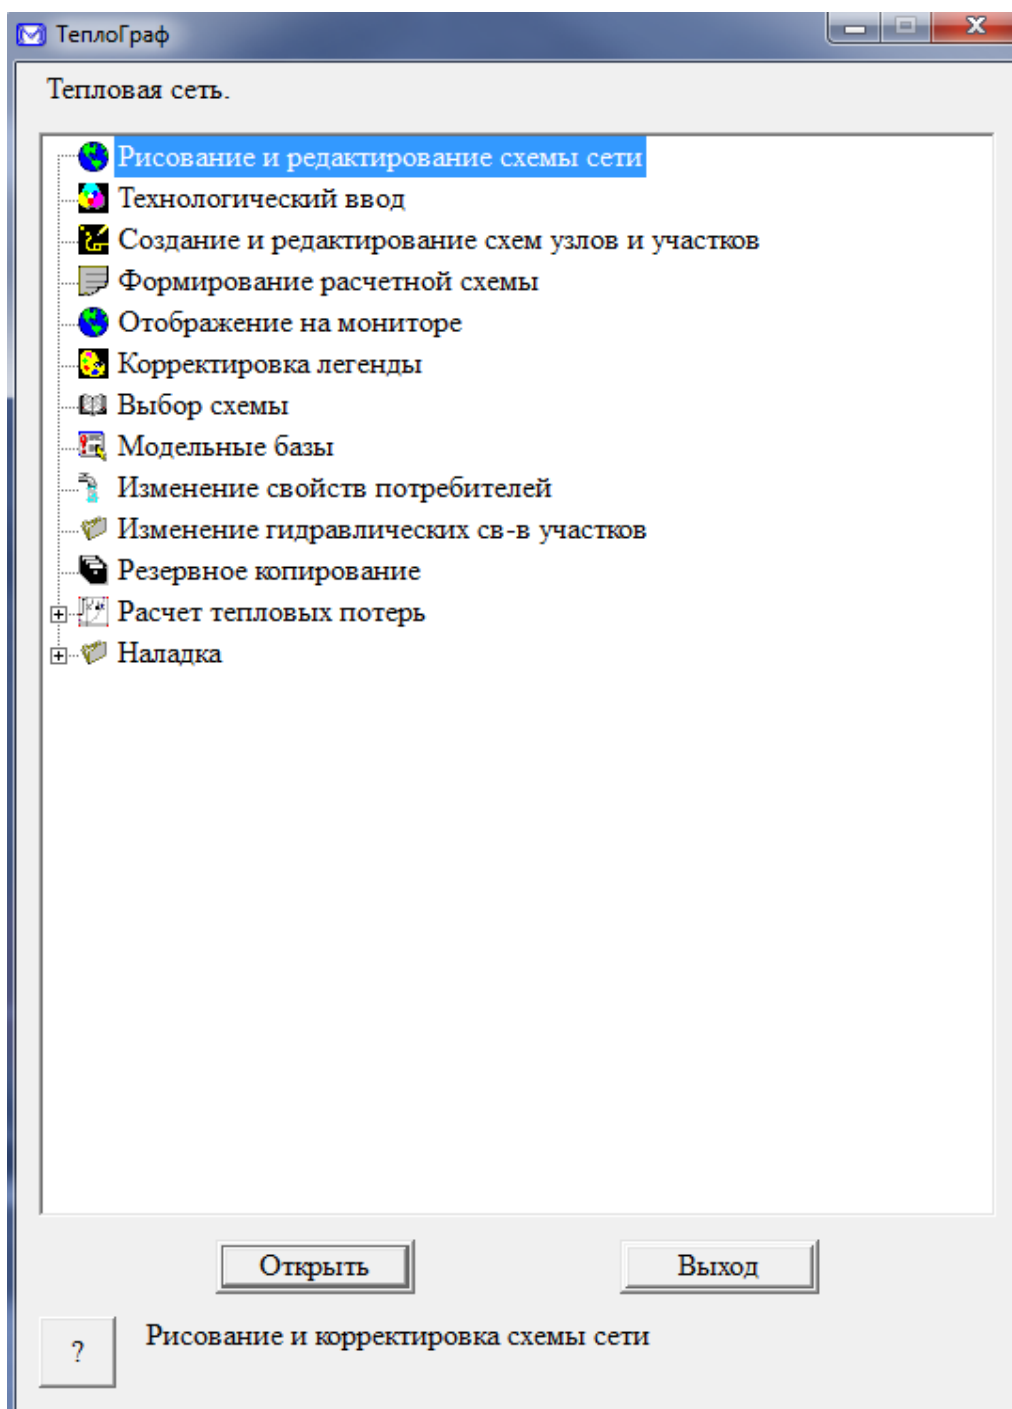 ТеплоГраф
Тепловая сеть.
Рисование и редактирование схемы сети
Технологический ввод
Создание и редактирование схем узлов и участков
Формирование расчетной схемы
Отображение на мониторе
Корректировка легенды
Выбор схемы
Модельные базы
Изменение свойств потребителей
Изменение гидравлических св-в участков
Резервное копирование
Расчет тепловых потерь
Наладка
Открыть
Выход
?
Рисование и корректировка схемы сети